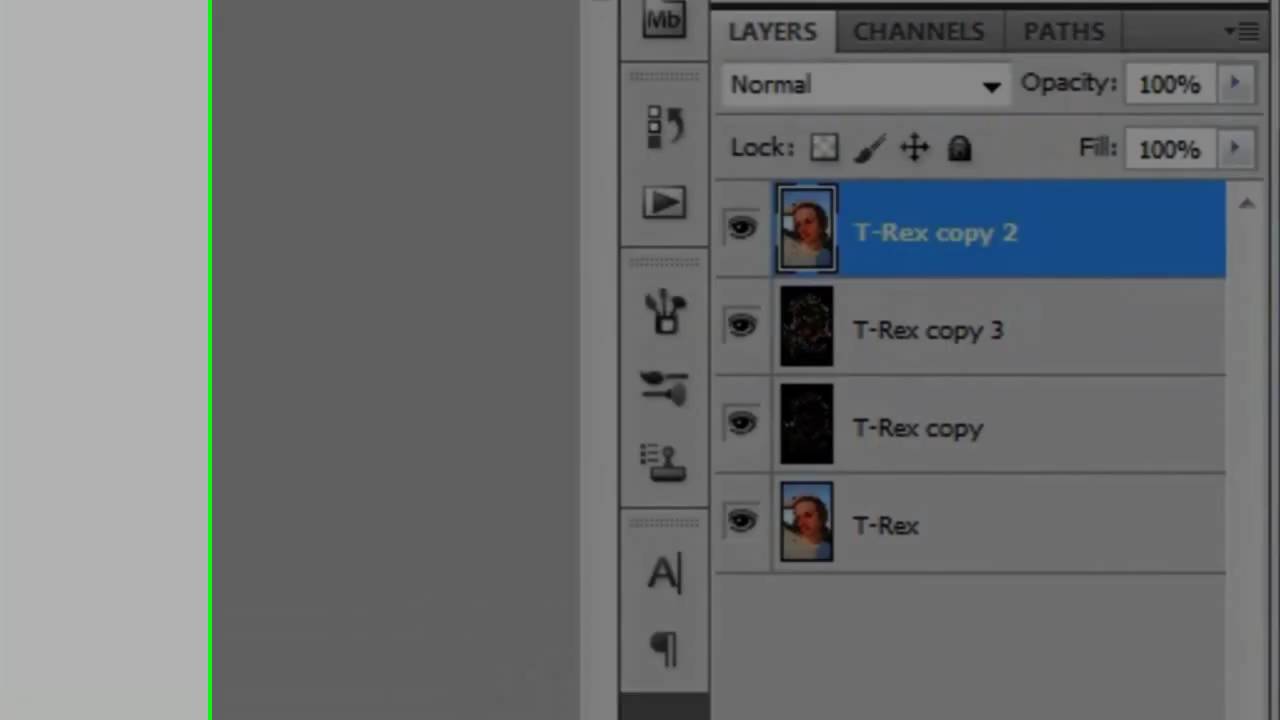 Mb
LAYERS CHANNELS PATHS
Normal Opacity: 100%
Lock: Fill: 100%
T-Rex copy 2
T-Rex copy 3
T-Rex copy
T-Rex
A
¶